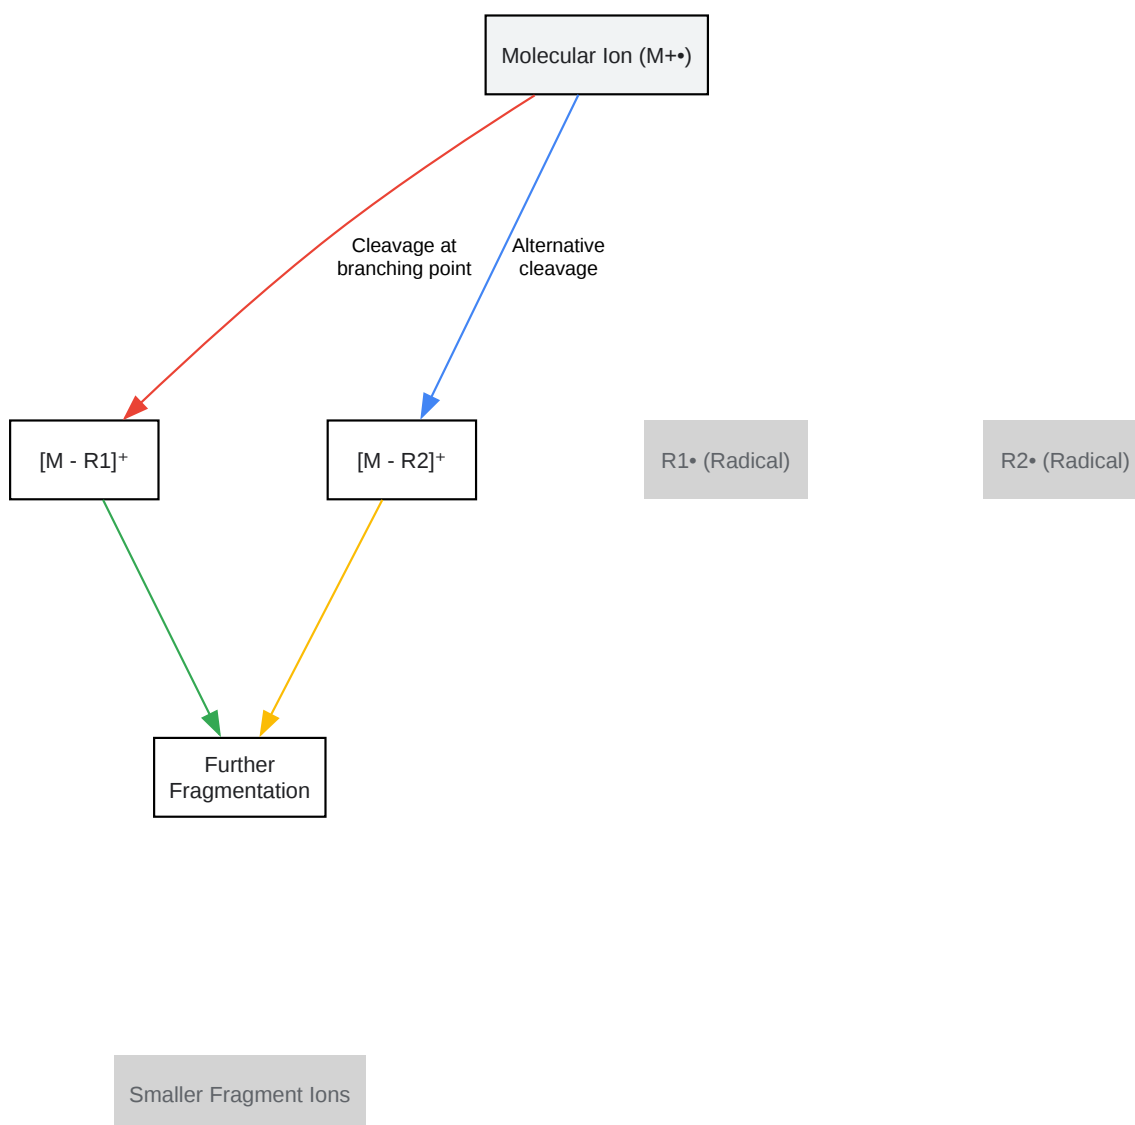 Molecular Ion (M+•)
Cleavage at
branching point
Alternative
cleavage
[M - R1]⁺
[M - R2]⁺
R1• (Radical)
R2• (Radical)
Further
Fragmentation
Smaller Fragment Ions